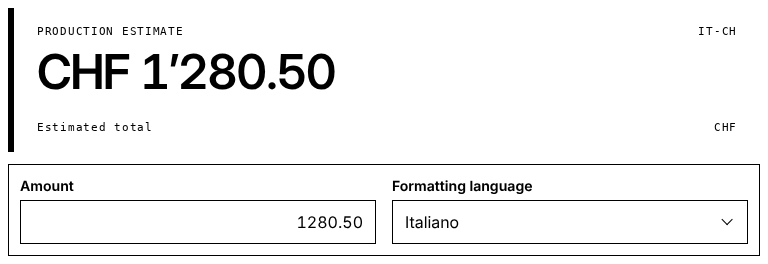 PRODUCTION ESTIMATE IT-CH
CHF 1’280.50
Estimated total CHF
Amount Formatting language
1280.50 Italiano